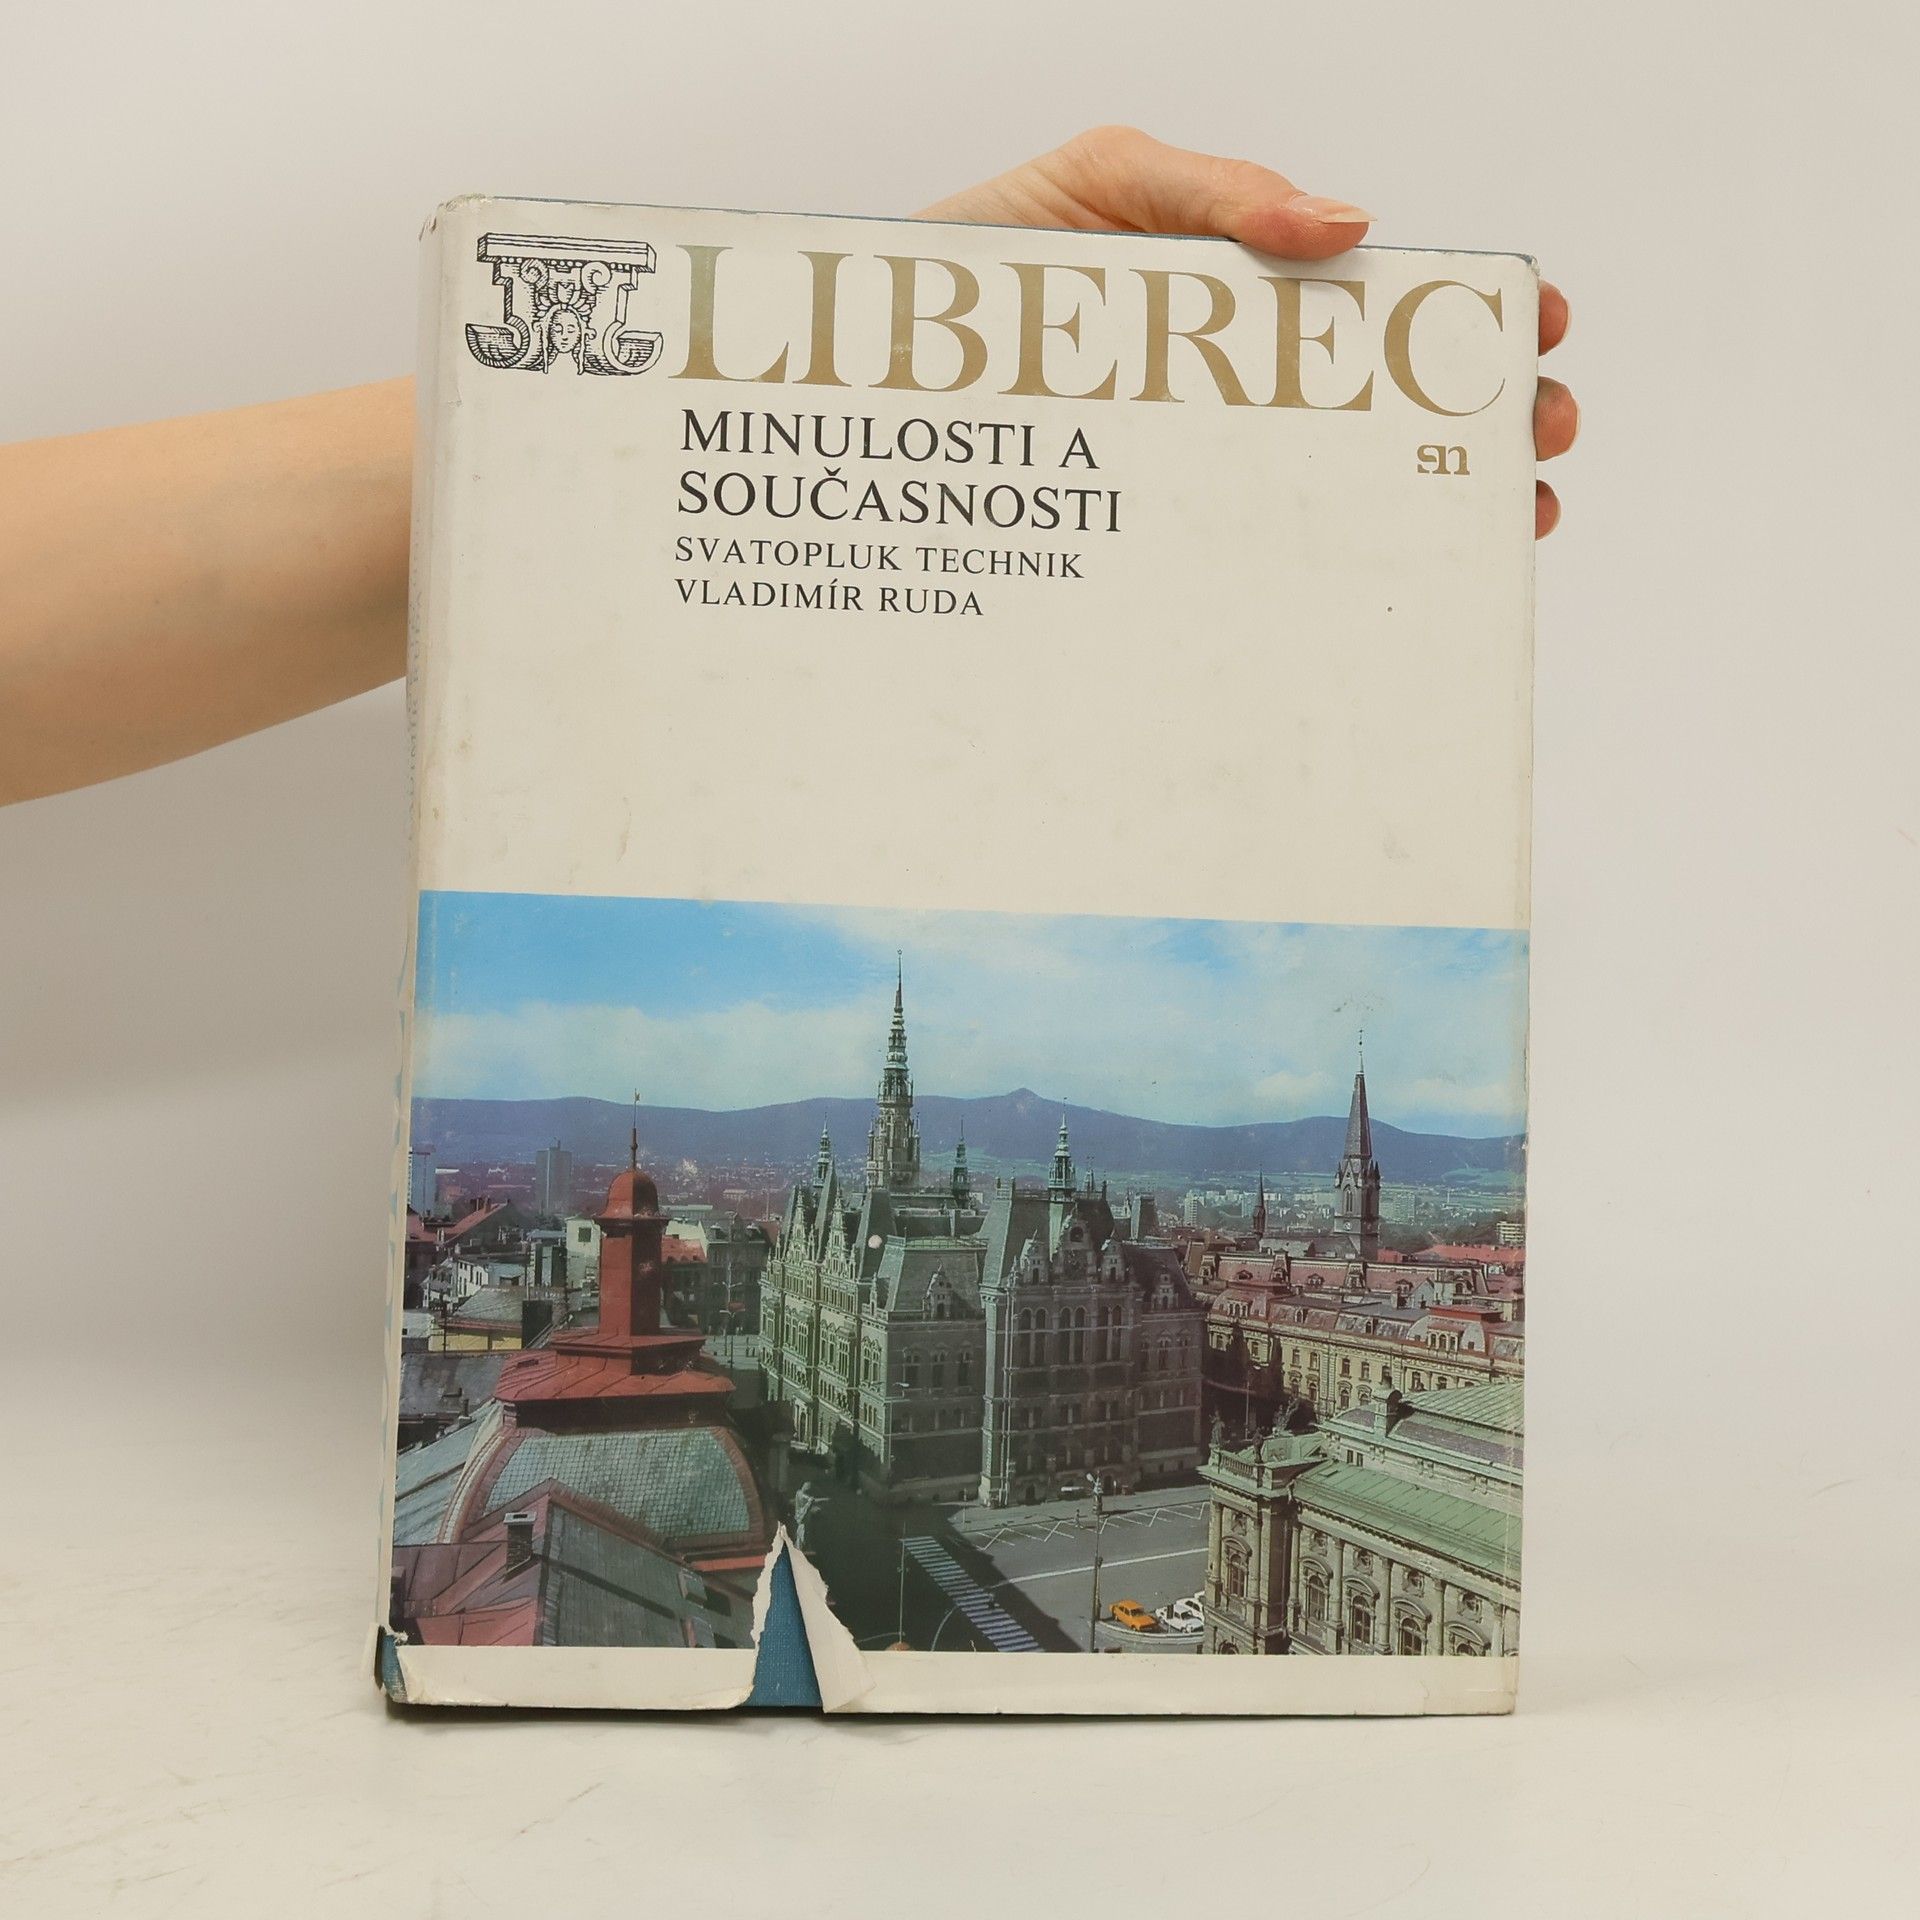 LIBEREC
MINULOSTI A
SOUČASNOSTI
SVATOPLUK TECHNIK
VLADIMÍR RUDA